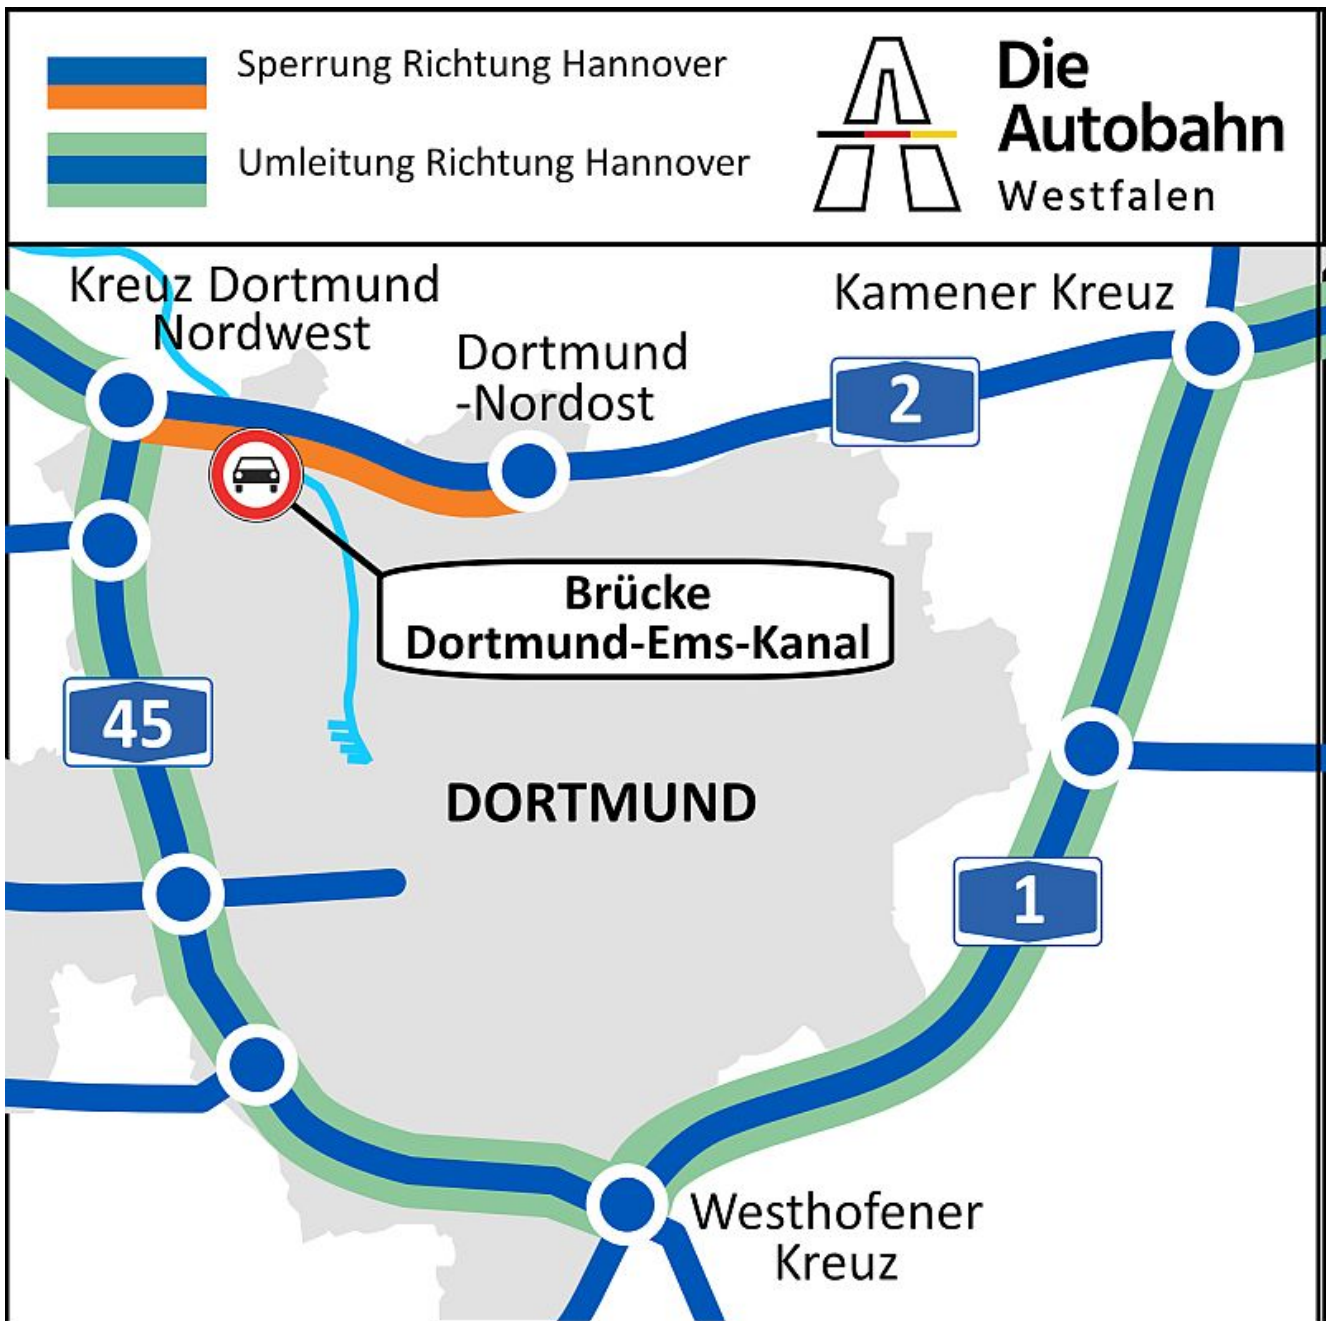 Sperrung Richtung Hannover
Umleitung Richtung Hannover
Die
Autobahn
Westfalen
Kreuz Dortmund
Nordwest
Dortmund
-Nordost
Kamener Kreuz
2
Brücke
Dortmund-Ems-Kanal
45
DORTMUND
1
Westhofener
Kreuz